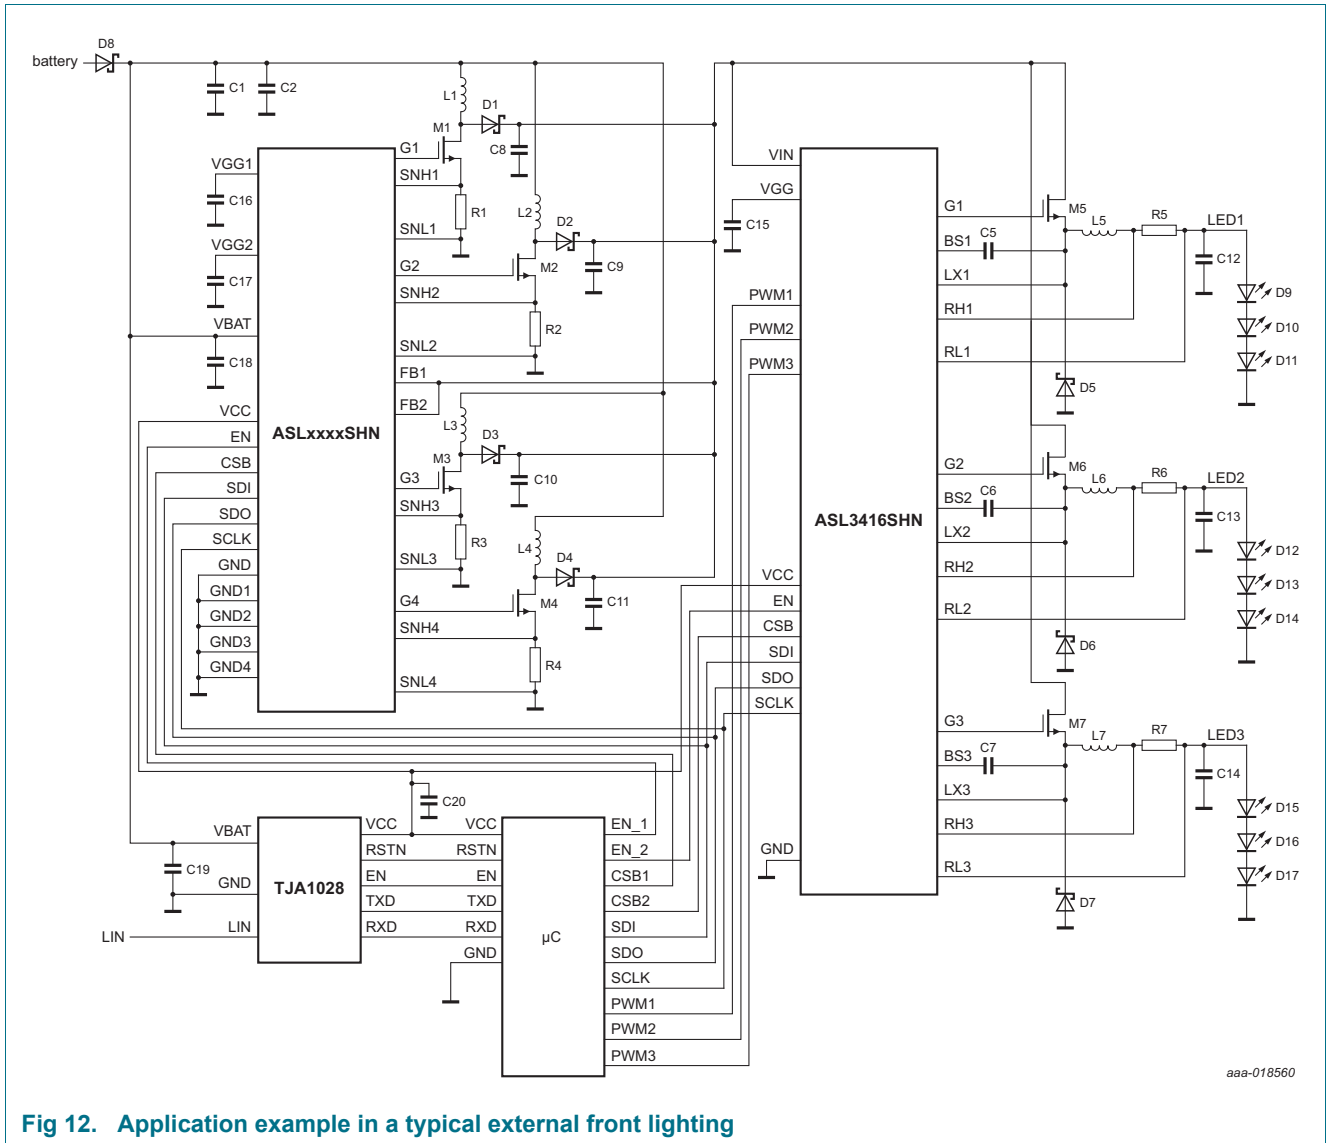 D8
battery
C1
C2
L1
D1
M1
C8
G1
SNH1
R1
SNL1
VGG1
C16
VGG2
C17
VBAT
C18
L2
D2
G2
M2
C9
SNH2
R2
SNL2
FB1
FB2
VCC
EN
CSB
SDI
SDO
SCLK
GND
GND1
GND2
GND3
GND4
ASLxxxxSHN
L3
D3
M3
G3
C10
SNH3
R3
SNL3
L4
D4
G4
M4
C11
SNH4
R4
SNL4
VIN
VGG
C15
PWM1
PWM2
PWM3
VCC
EN
CSB
SDI
SDO
SCLK
GND
ASL3416SHN
G1
M5
BS1
C5
L5
R5
LED1
C12
LX1
RH1
RL1
D5
D9
D10
D11
G2
M6
BS2
C6
L6
R6
LED2
C13
LX2
RH2
RL2
D6
D12
D13
D14
G3
M7
BS3
C7
L7
R7
LED3
C14
LX3
RH3
RL3
D7
D15
D16
D17
C20
VBAT
C19
GND
LIN
LIN
TJA1028
VCC
RSTN
EN
TXD
RXD
VCC
RSTN
EN
TXD
RXD
GND
µC
EN_1
EN_2
CSB1
CSB2
SDI
SDO
SCLK
PWM1
PWM2
PWM3
aaa-018560
Fig 12. Application example in a typical external front lighting